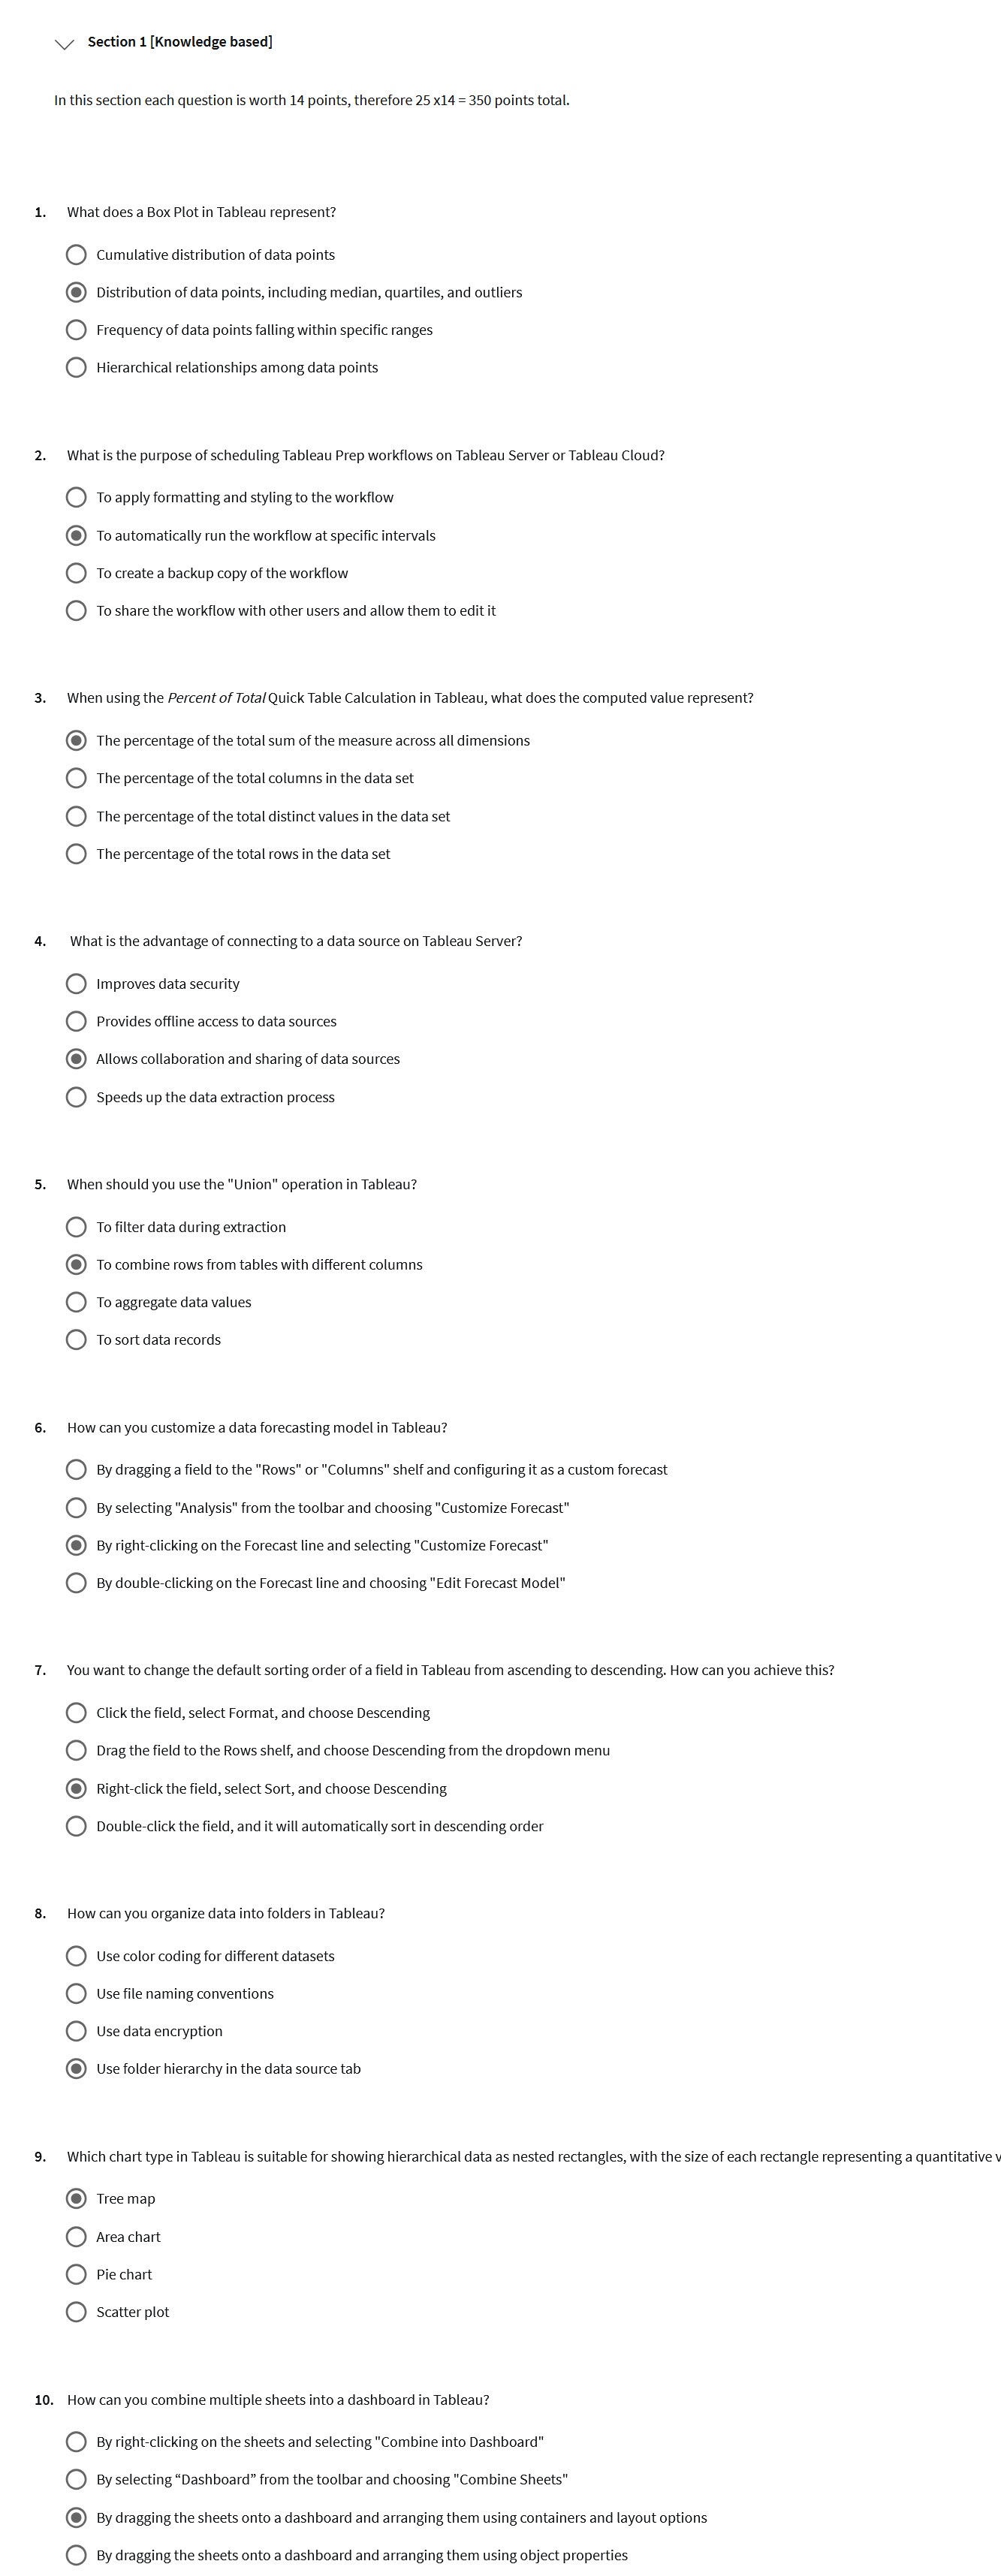 Section 1 [Knowledge based]
In this section each question is worth 14 points, therefore 25 x14 = 350 points total.
1. What does a Box Plot in Tableau represent?
Cumulative distribution of data points
Distribution of data points, including median, quartiles, and outliers
Frequency of data points falling within specific ranges
Hierarchical relationships among data points
2. What is the purpose of scheduling Tableau Prep workflows on Tableau Server or Tableau Cloud?
To apply formatting and styling to the workflow
To automatically run the workflow at specific intervals
To create a backup copy of the workflow
To share the workflow with other users and allow them to edit it
3. When using the Percent of Total Quick Table Calculation in Tableau, what does the computed value represent?
The percentage of the total sum of the measure across all dimensions
The percentage of the total columns in the data set
The percentage of the total distinct values in the data set
The percentage of the total rows in the data set
4. What is the advantage of connecting to a data source on Tableau Server?
Improves data security
Provides offline access to data sources
Allows collaboration and sharing of data sources
Speeds up the data extraction process
5. When should you use the "Union" operation in Tableau?
To filter data during extraction
To combine rows from tables with different columns
To aggregate data values
To sort data records
6. How can you customize a data forecasting model in Tableau?
By dragging a field to the "Rows" or "Columns" shelf and configuring it as a custom forecast
By selecting "Analysis" from the toolbar and choosing "Customize Forecast"
By right-clicking on the Forecast line and selecting "Customize Forecast"
By double-clicking on the Forecast line and choosing "Edit Forecast Model"
7. You want to change the default sorting order of a field in Tableau from ascending to descending. How can you achieve this?
Click the field, select Format, and choose Descending
Drag the field to the Rows shelf, and choose Descending from the dropdown menu
Right-click the field, select Sort, and choose Descending
Double-click the field, and it will automatically sort in descending order
8. How can you organize data into folders in Tableau?
Use color coding for different datasets
Use file naming conventions
Use data encryption
Use folder hierarchy in the data source tab
9. Which chart type in Tableau is suitable for showing hierarchical data as nested rectangles, with the size of each rectangle representing a quantitative
Tree map
Area chart
Pie chart
Scatter plot
10. How can you combine multiple sheets into a dashboard in Tableau?
By right-clicking on the sheets and selecting "Combine into Dashboard"
By selecting “Dashboard” from the toolbar and choosing "Combine Sheets"
By dragging the sheets onto a dashboard and arranging them using containers and layout options
By dragging the sheets onto a dashboard and arranging them using object properties